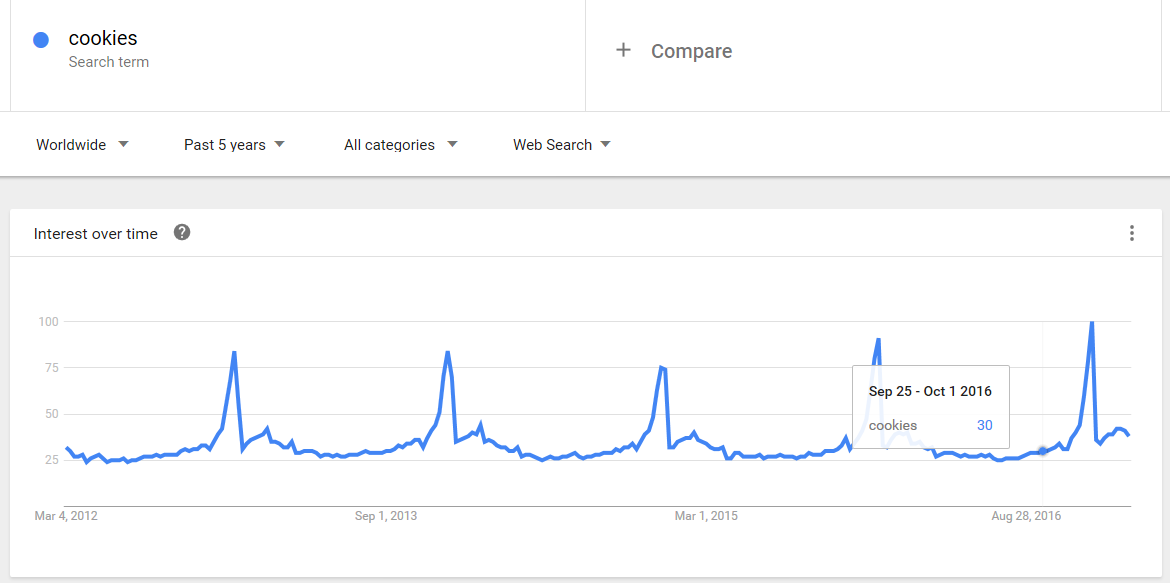 cookies
Search term
+ Compare
Worldwide
Past 5 years
All categories
Web Search
Interest over time ?
100
75
50
25
Sep 25 - Oct 1 2016
cookies 30
Mar 4, 2012
Sep 1, 2013
Mar 1, 2015
Aug 28, 2016